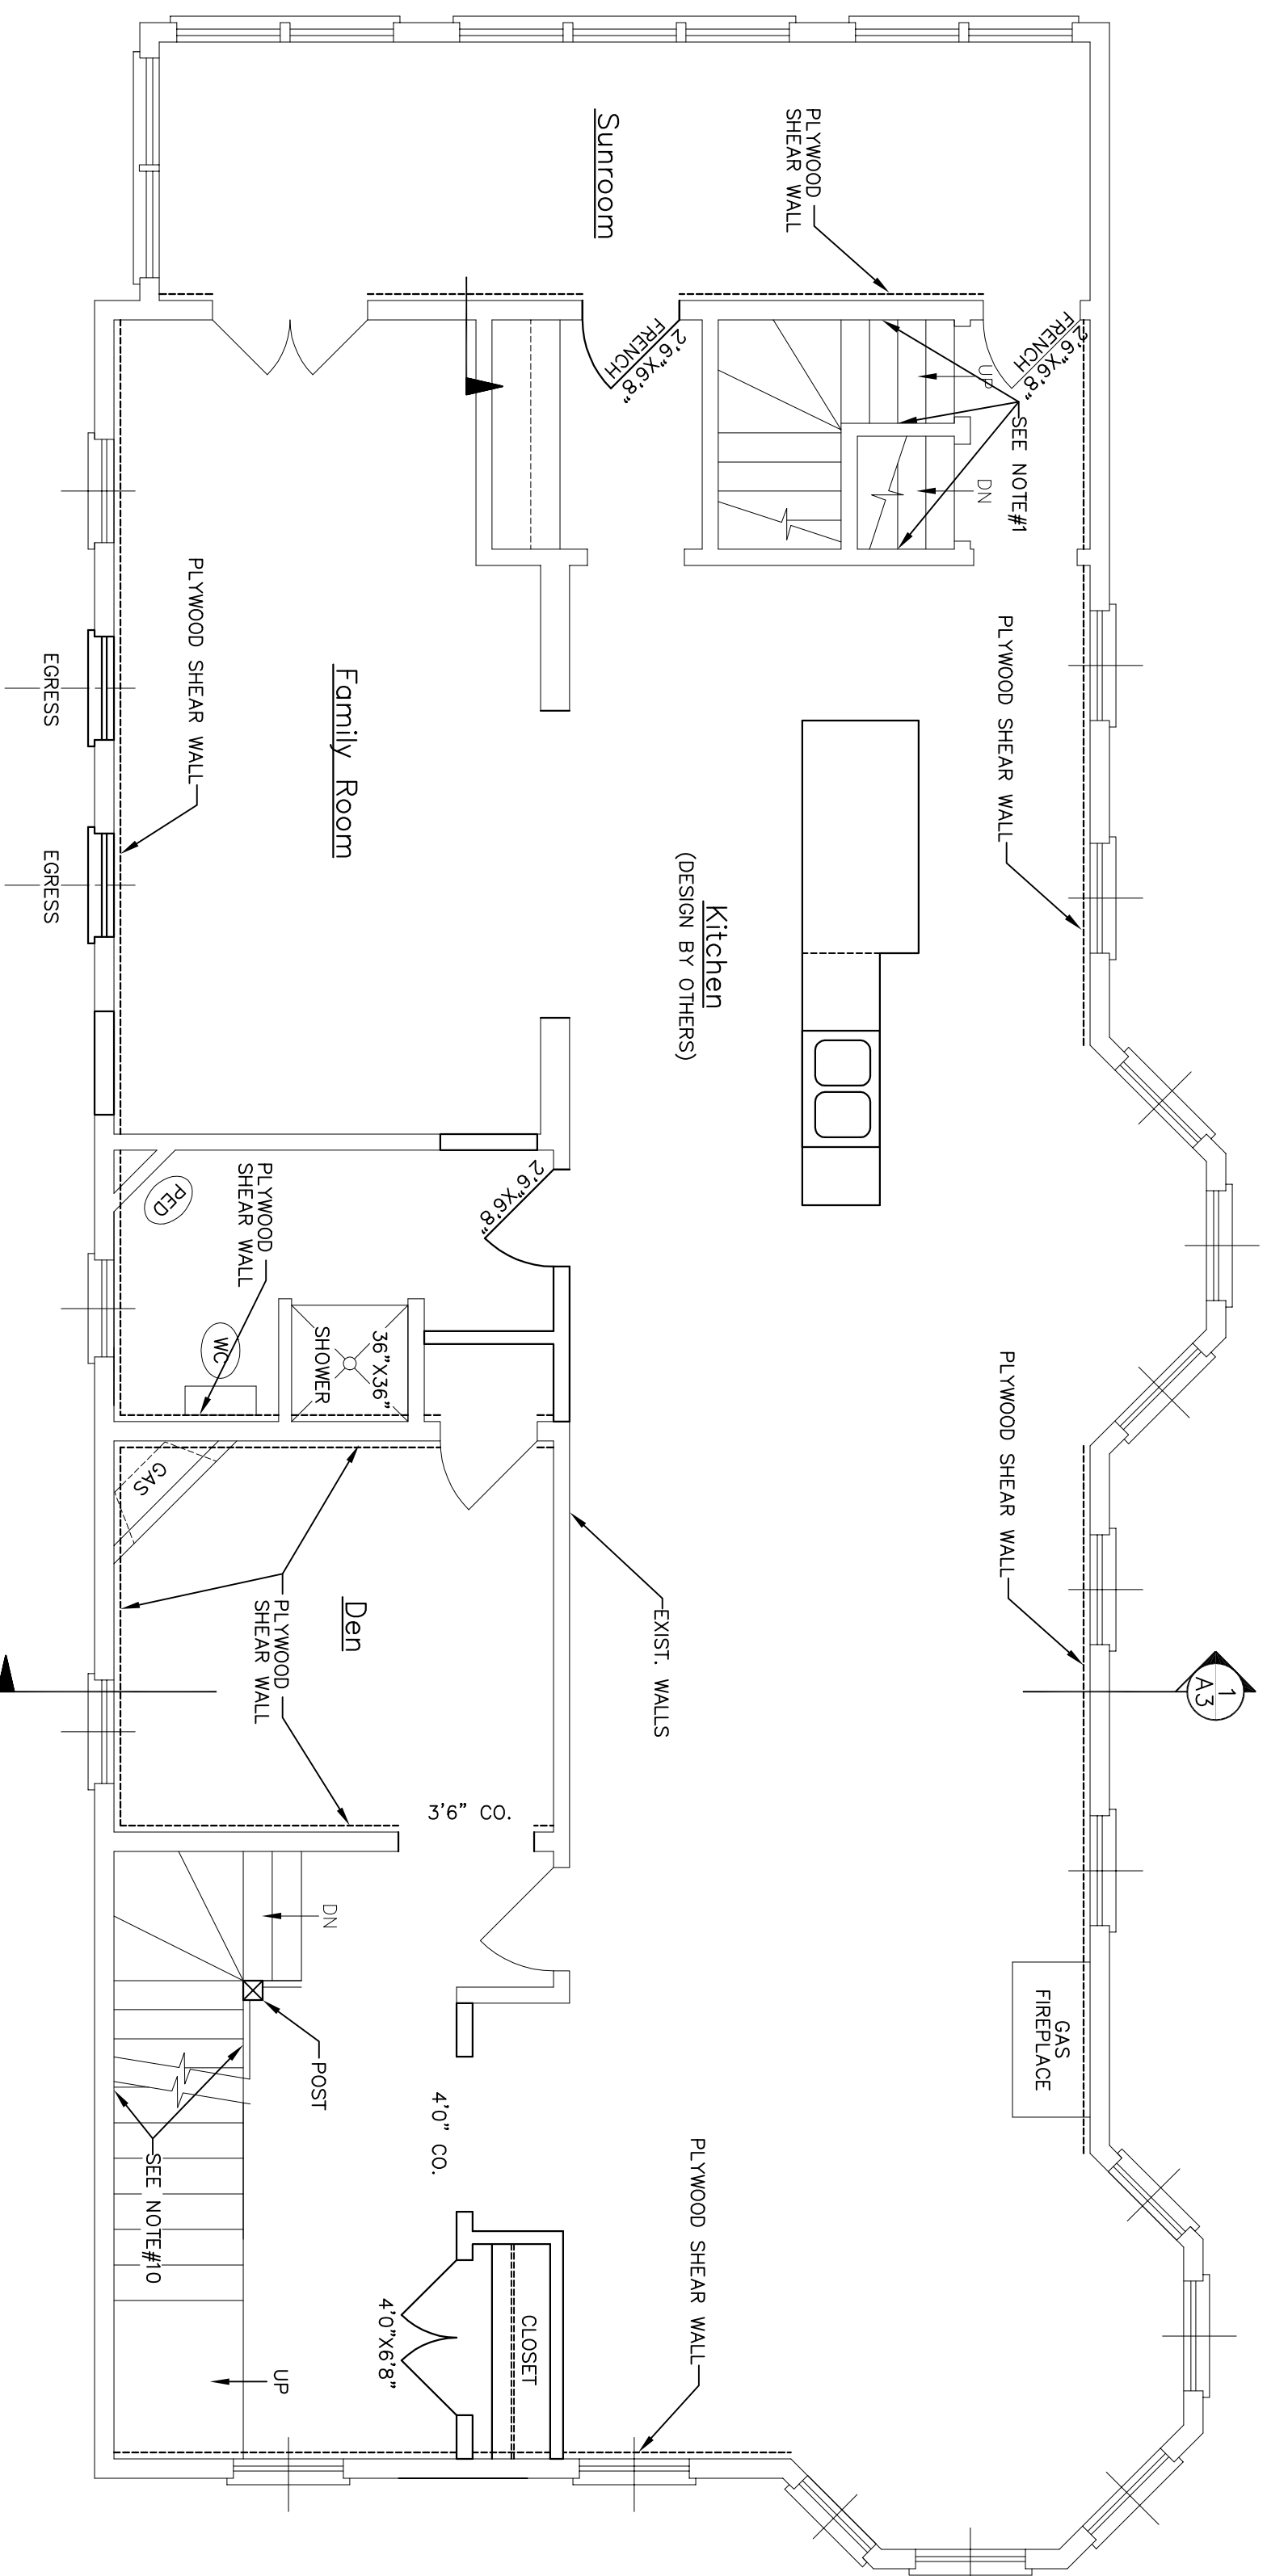 Sunroom
PLYWOOD
SHEAR WALL
2'6"X6'8"
FRENCH
2'6"X6'8"
FRENCH
UP
DN
SEE NOTE#1
PLYWOOD SHEAR WALL
PLYWOOD SHEAR WALL
EGRESS
EGRESS
Family Room
Kitchen
(DESIGN BY OTHERS)
2'6"X6'8"
PED
PLYWOOD
SHEAR WALL
WC
36"X36"
SHOWER
PLYWOOD SHEAR WALL
GAS
Den
PLYWOOD
SHEAR WALL
EXIST. WALLS
1
A3
3'6" CO.
DN
POST
GAS
FIREPLACE
4'0" CO.
SEE NOTE#10
PLYWOOD SHEAR WALL
CLOSET
4'0"X6'8"
UP